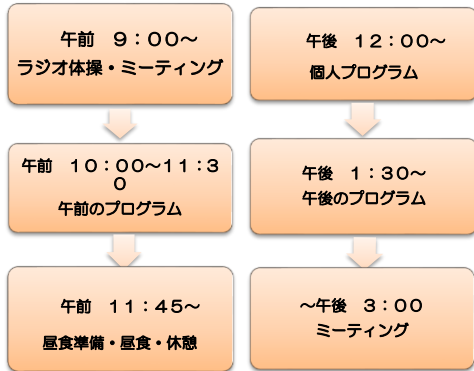 午前　９：００～
ラジオ体操・ミーティング
午前　１０：００～１１：３
０
午前のプログラム
午前　１１：４５～
昼食準備・昼食・休憩
午後　１２：００～
個人プログラム
午後　１：３０～
午後のプログラム
～午後　３：００
ミーティング